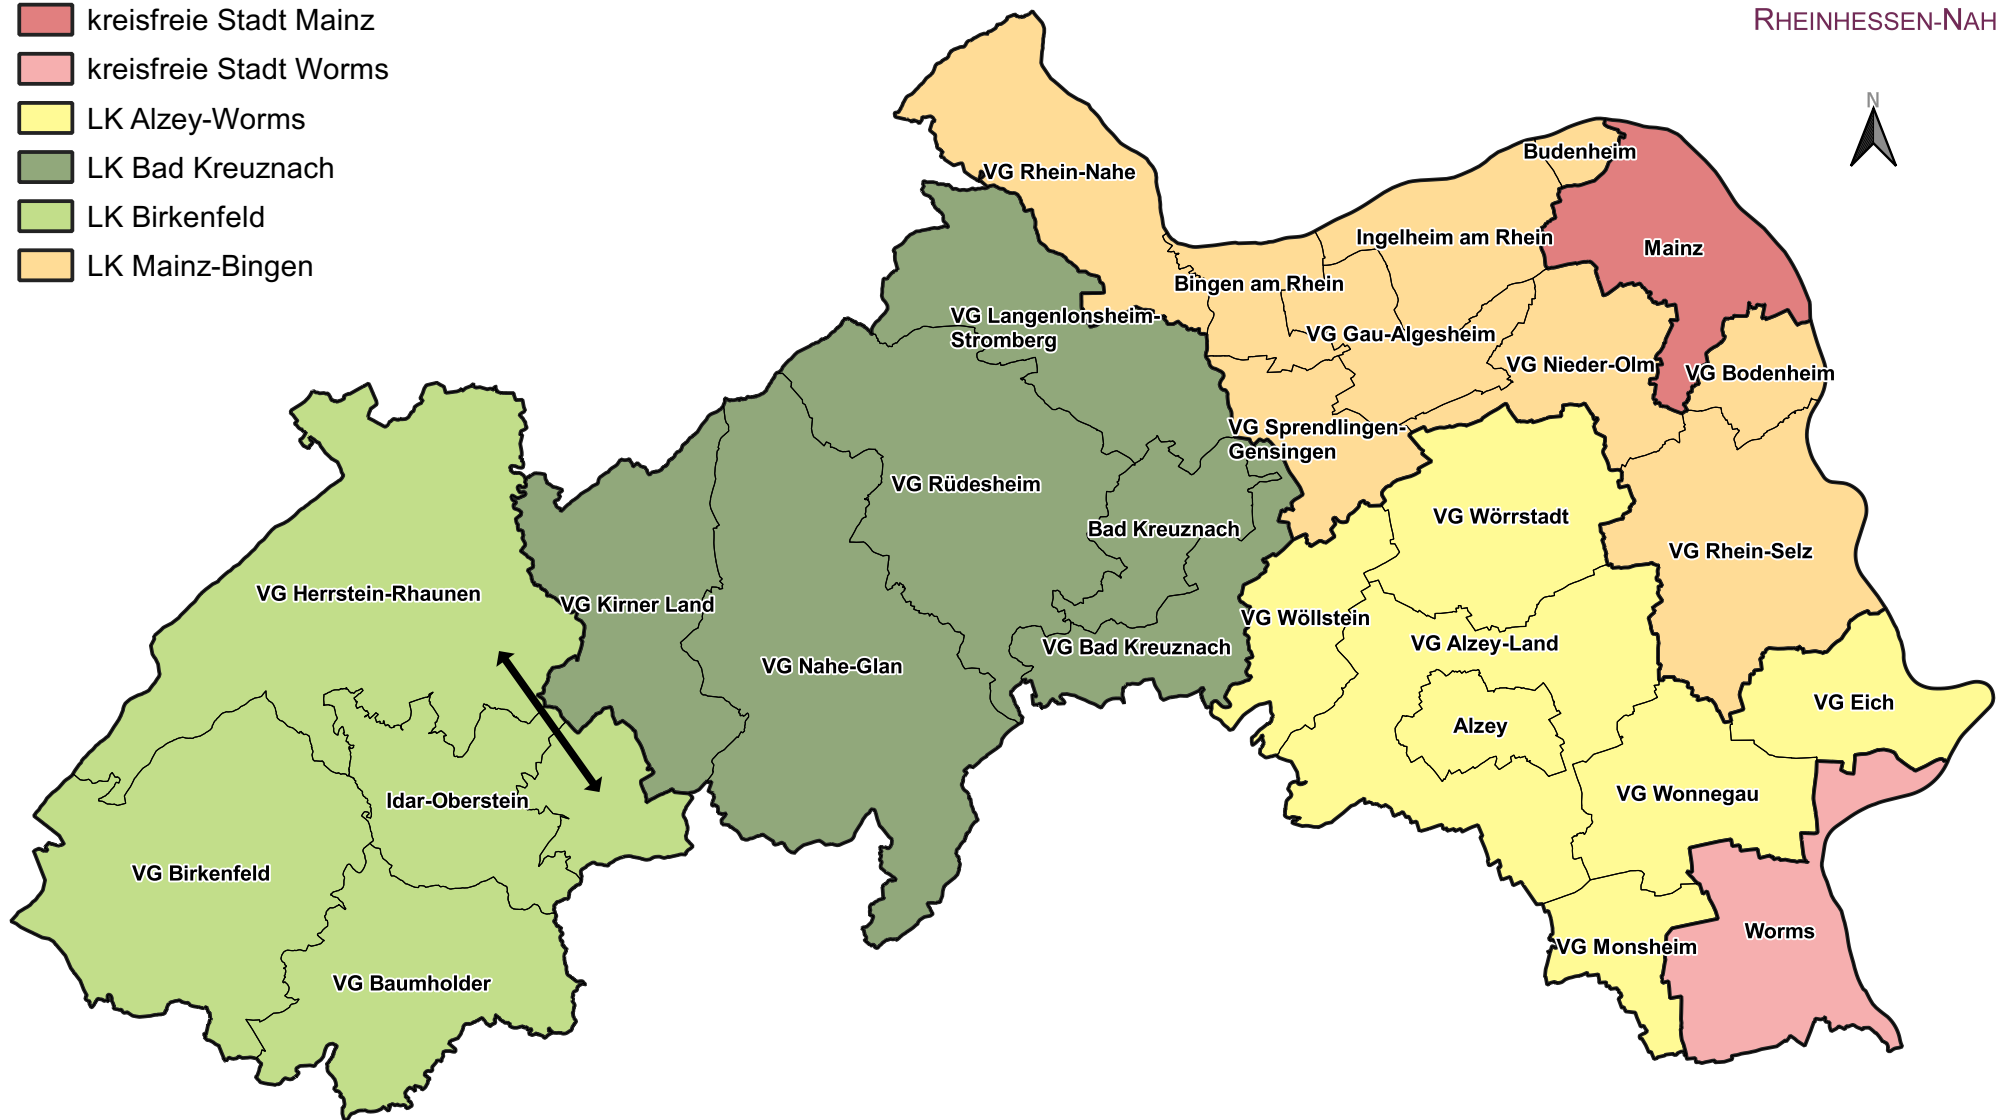 kreisfreie Stadt Mainz
kreisfreie Stadt Worms
LK Alzey-Worms
LK Bad Kreuznach
LK Birkenfeld
LK Mainz-Bingen
RHEINHESSEN-NAH
N
VG Rhein-Nahe
Budenheim
Ingelheim am Rhein
Mainz
Bingen am Rhein
VG Langenlonsheim-
Stromberg
VG Gau-Algesheim
VG Nieder-Olm
VG Bodenheim
VG Sprendlingen-
Gensingen
VG Rüdesheim
Bad Kreuznach
VG Wörrstadt
VG Rhein-Selz
VG Herrstein-Rhaunen
VG Kirner Land
VG Wöllstein
VG Bad Kreuznach
VG Alzey-Land
VG Nahe-Glan
VG Eich
Alzey
Idar-Oberstein
VG Wonnegau
VG Birkenfeld
Worms
VG Monsheim
VG Baumholder